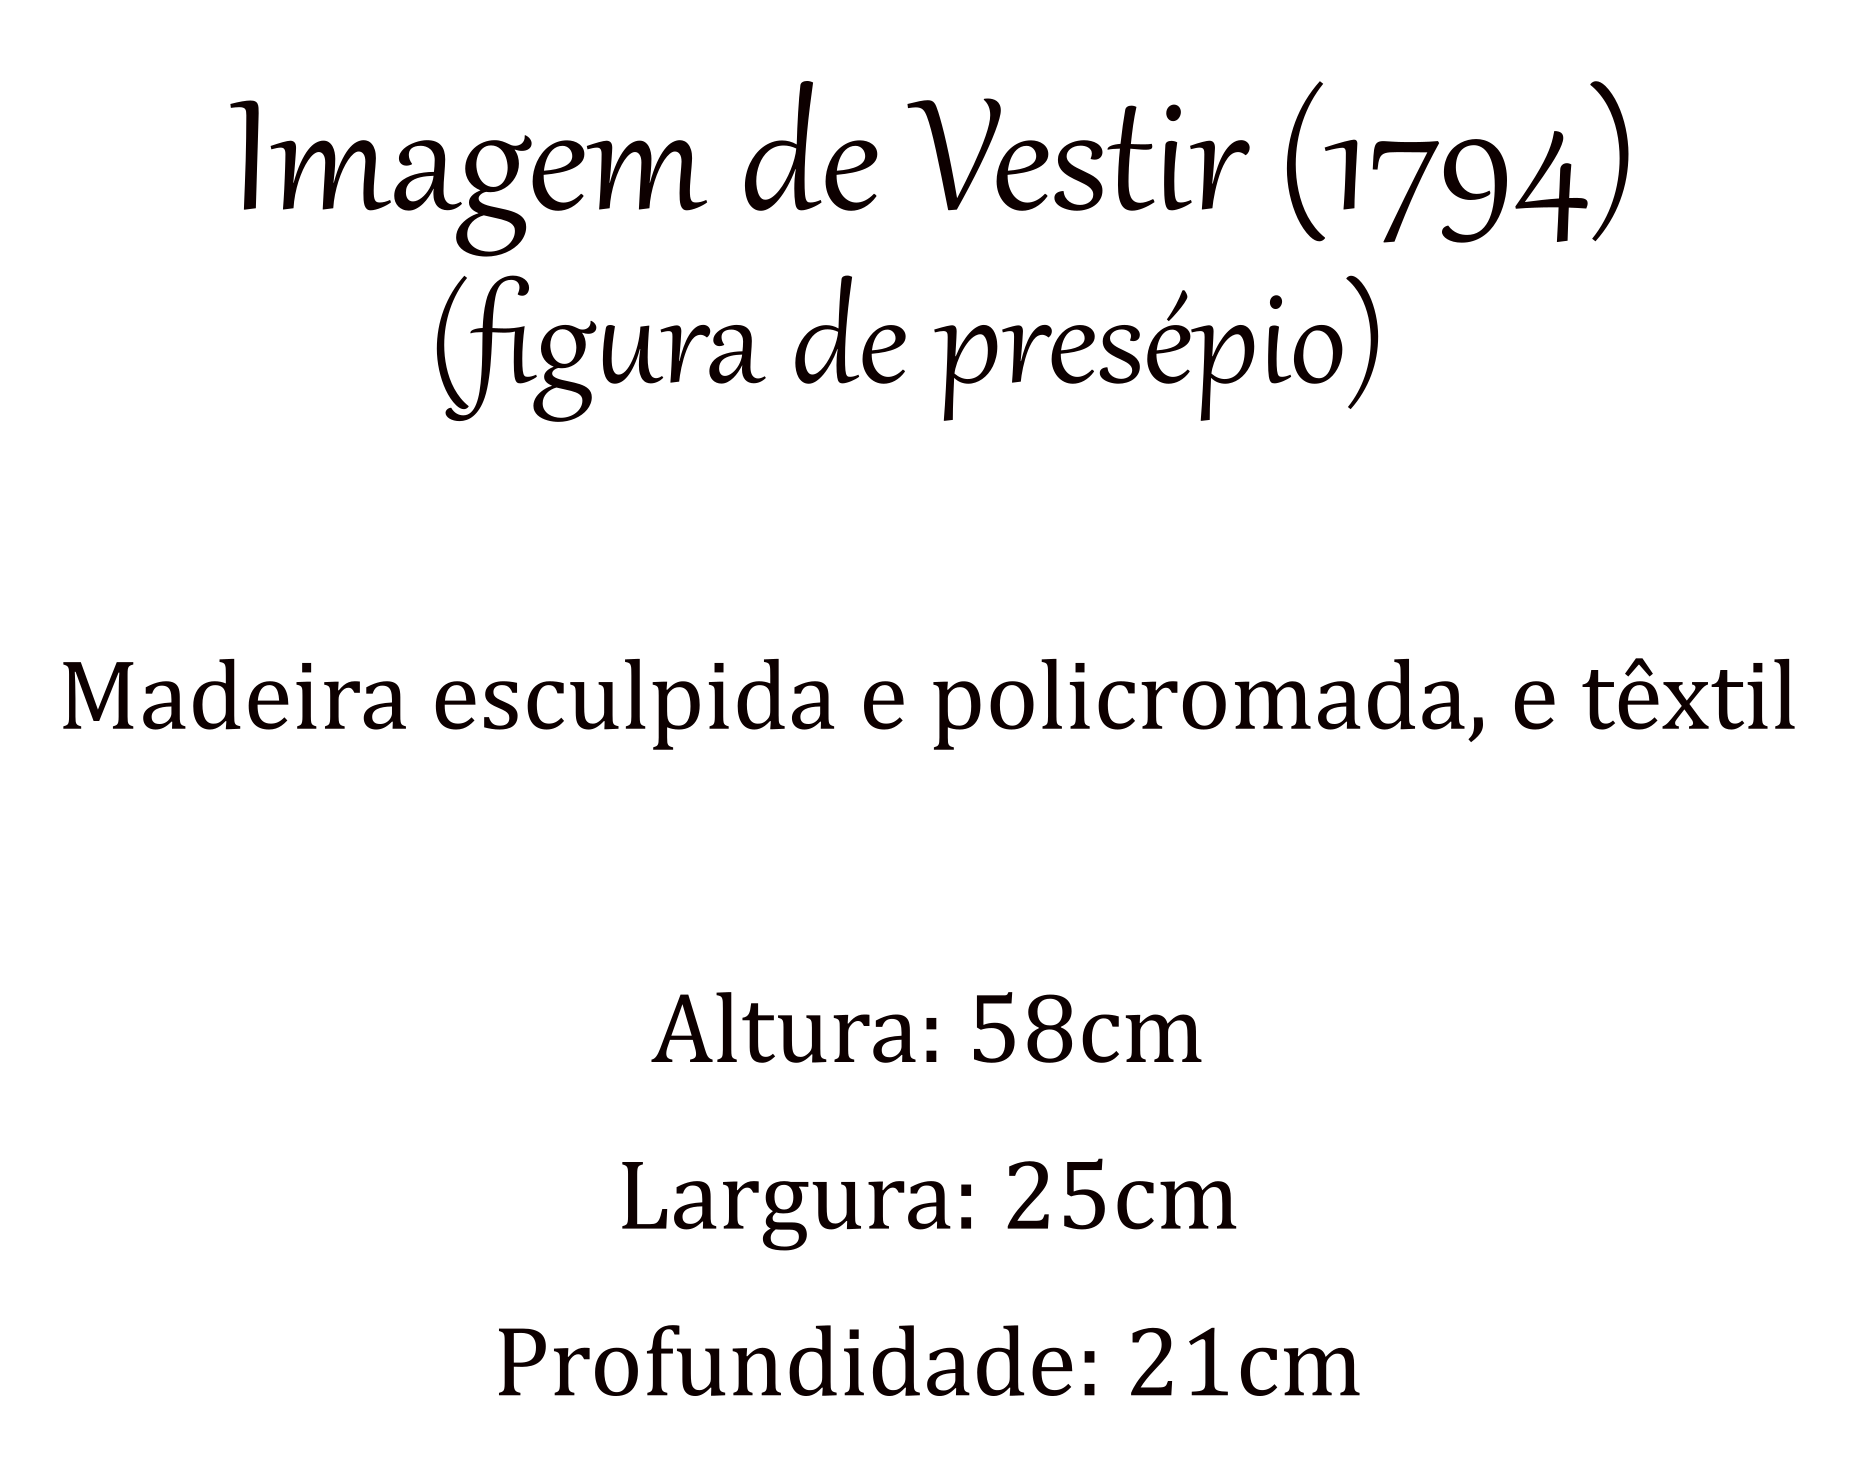 Imagem de Vestir (1794)
(figura de presépio)
Madeira esculpida e policromada, e têxtil
Altura: 58cm
Largura: 25cm
Profundidade: 21cm